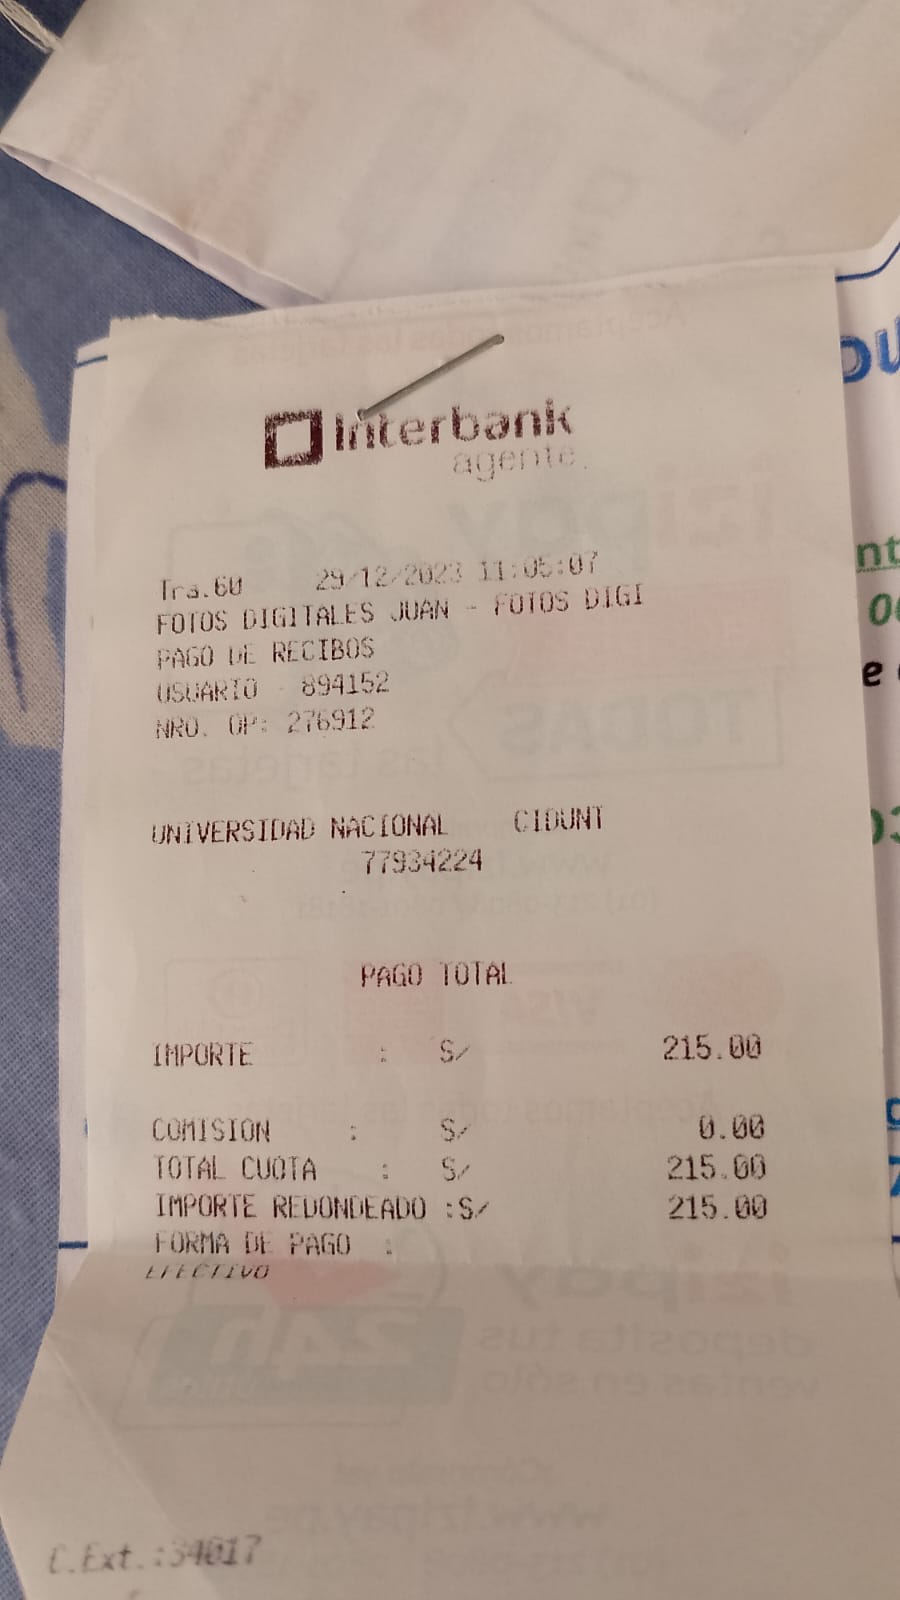 Interbank
agente
Tra.60 29/12/2023 11:05:07
FOTOS DIGITALES JUAN - FOTOS DIGI
PAGO DE RECIBOS
USUARIO - 894152
NRO. OP: 276912
UNIVERSIDAD NACIONAL CIDUNT
77934224
PAGO TOTAL
IMPORTE : S/ 215.00
COMISION : S/ 0.00
TOTAL CUOTA : S/ 215.00
IMPORTE REDONDEADO :S/ 215.00
FORMA DE PAGO :
EFECTIVO
C.Ext.:34017